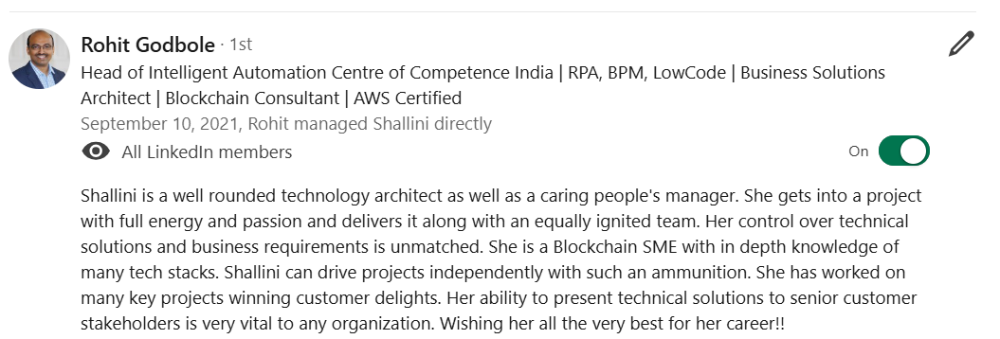 Rohit Godbole · 1st
Head of Intelligent Automation Centre of Competence India | RPA, BPM, LowCode | Business Solutions
Architect | Blockchain Consultant | AWS Certified
September 10, 2021, Rohit managed Shallini directly
All LinkedIn members
On
Shallini is a well rounded technology architect as well as a caring people's manager. She gets into a project
with full energy and passion and delivers it along with an equally ignited team. Her control over technical
solutions and business requirements is unmatched. She is a Blockchain SME with in depth knowledge of
many tech stacks. Shallini can drive projects independently with such an ammunition. She has worked on
many key projects winning customer delights. Her ability to present technical solutions to senior customer
stakeholders is very vital to any organization. Wishing her all the very best for her career!!